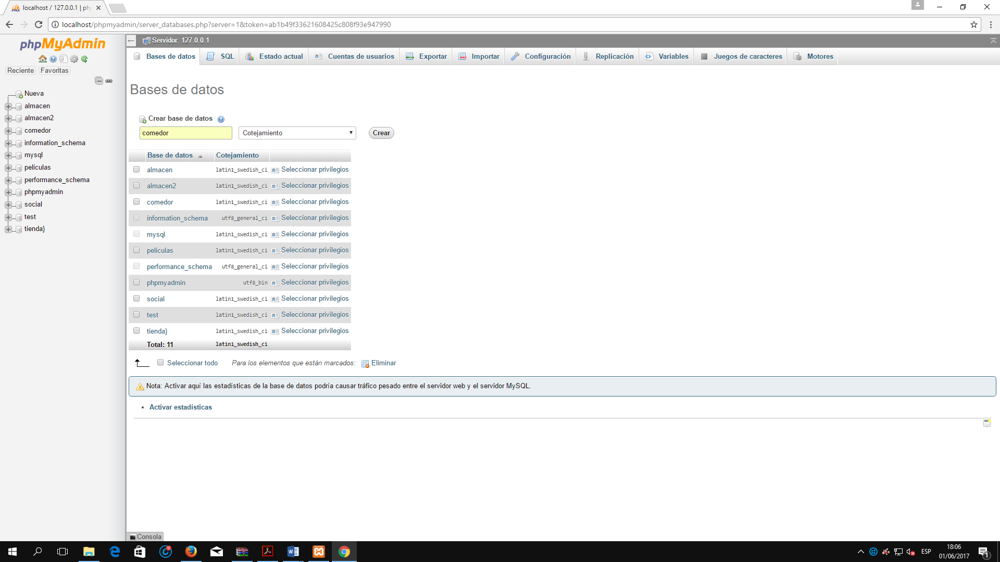 localhost / 127.0.0.1 | ph
localhost/phpmyadmin/server_databases.php?server=1&token=ab1b49f33621608425c808f93e947990
phpMyAdmin
Reciente Favoritas
Nueva
almacen
almacen2
comedor
information_schema
mysql
peliculas
performance_schema
phpmyadmin
social
test
tienda}
Servidor: 127.0.0.1
Bases de datos SQL Estado actual Cuentas de usuarios Exportar Importar Configuración Replicación Variables Juegos de caracteres Motores
Bases de datos
Crear base de datos
comedor Cotejamiento Crear
Base de datos Cotejamiento
almacen latin1_swedish_ci Seleccionar privilegios
almacen2 latin1_swedish_ci Seleccionar privilegios
comedor latin1_swedish_ci Seleccionar privilegios
information_schema utf8_general_ci Seleccionar privilegios
mysql latin1_swedish_ci Seleccionar privilegios
peliculas latin1_swedish_ci Seleccionar privilegios
performance_schema utf8_general_ci Seleccionar privilegios
phpmyadmin utf8_bin Seleccionar privilegios
social latin1_swedish_ci Seleccionar privilegios
test latin1_swedish_ci Seleccionar privilegios
tienda} latin1_swedish_ci Seleccionar privilegios
Total: 11 latin1_swedish_ci
Seleccionar todo Para los elementos que están marcados: Eliminar
Nota: Activar aquí las estadísticas de la base de datos podría causar tráfico pesado entre el servidor web y el servidor MySQL.
Activar estadísticas
Consola
ESP
18:06
01/06/2017
1